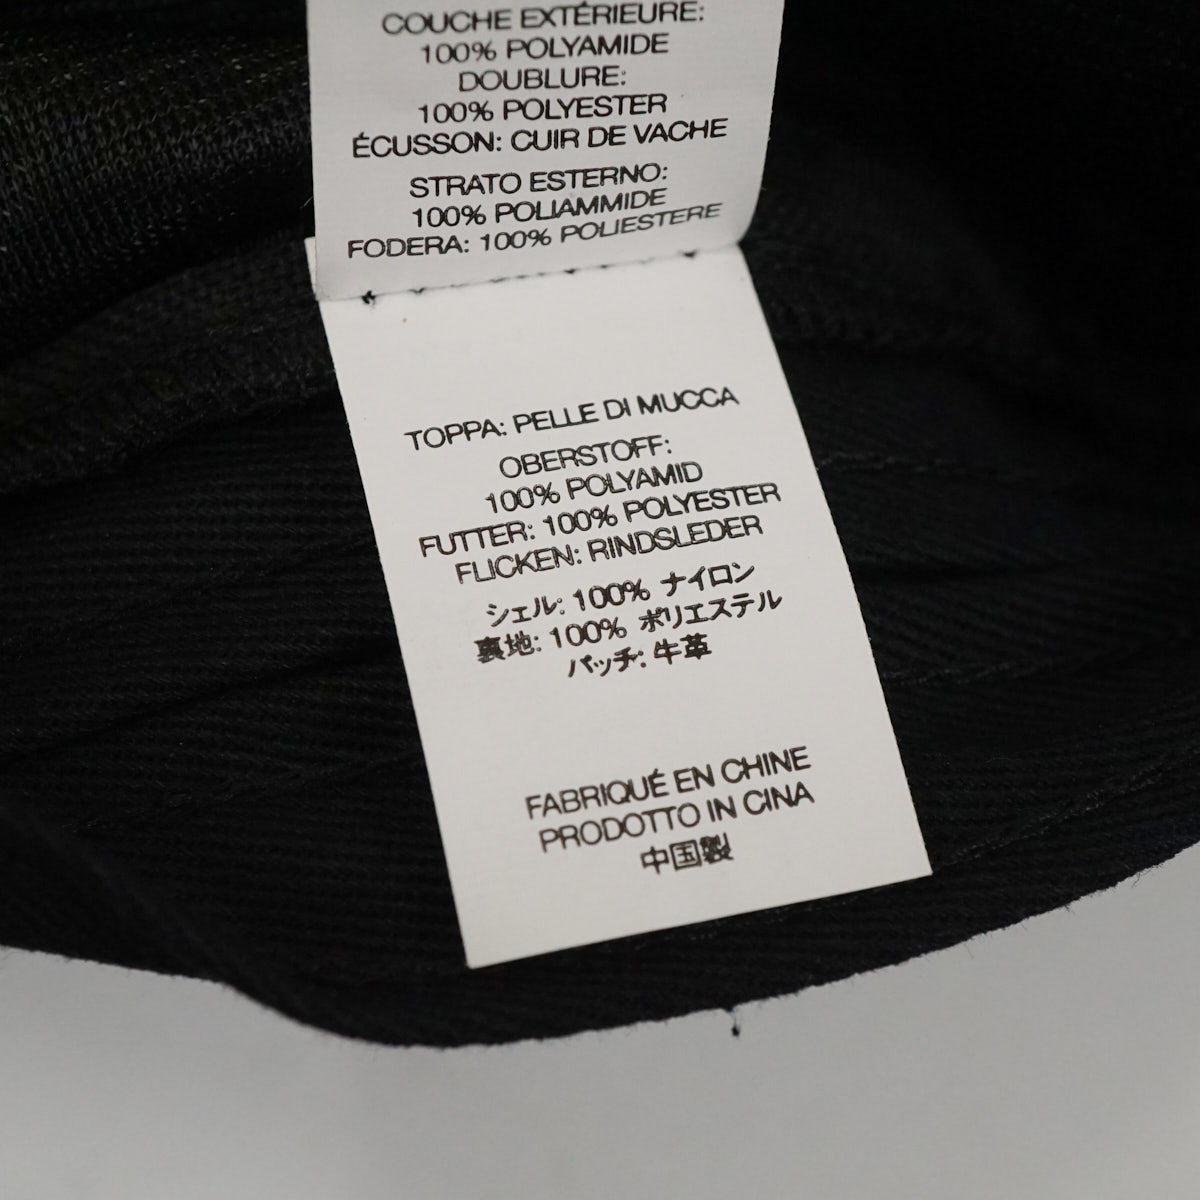 COUCHE EXTÉRIEURE:
100% POLYAMIDE
DOUBLURE:
100% POLYESTER
ÉCUSSON: CUIR DE VACHE
STRATO ESTERNO:
100% POLIAMMIDE
FODERA: 100% POLIESTERE
TOPPA: PELLE DI MUCCA
OBERSTOFF:
100% POLYAMID
FUTTER: 100% POLYESTER
FLICKEN: RINDSLEDER
シェル: 100% ナイロン
裏地: 100% ポリエステル
パッチ: 牛革
FABRIQUÉ EN CHINE
PRODOTTO IN CINA
中国製